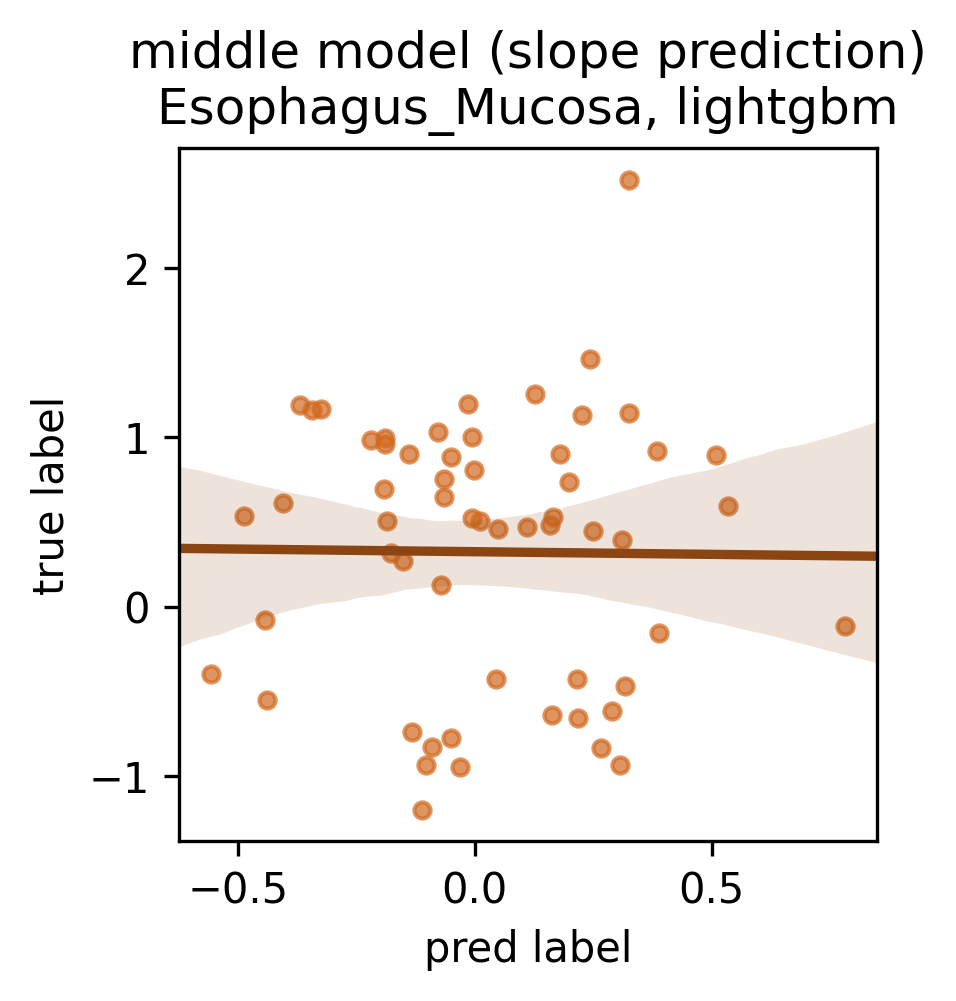 middle model (slope prediction)
Esophagus_Mucosa, lightgbm
true label
2
1
0
−1
−0.5 0.0 0.5
pred label